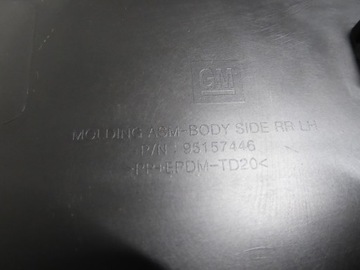 GM
MOLDING ASM-BODY SIDE RR LH
P/N : 95157446
>PP+EPDM-TD20<